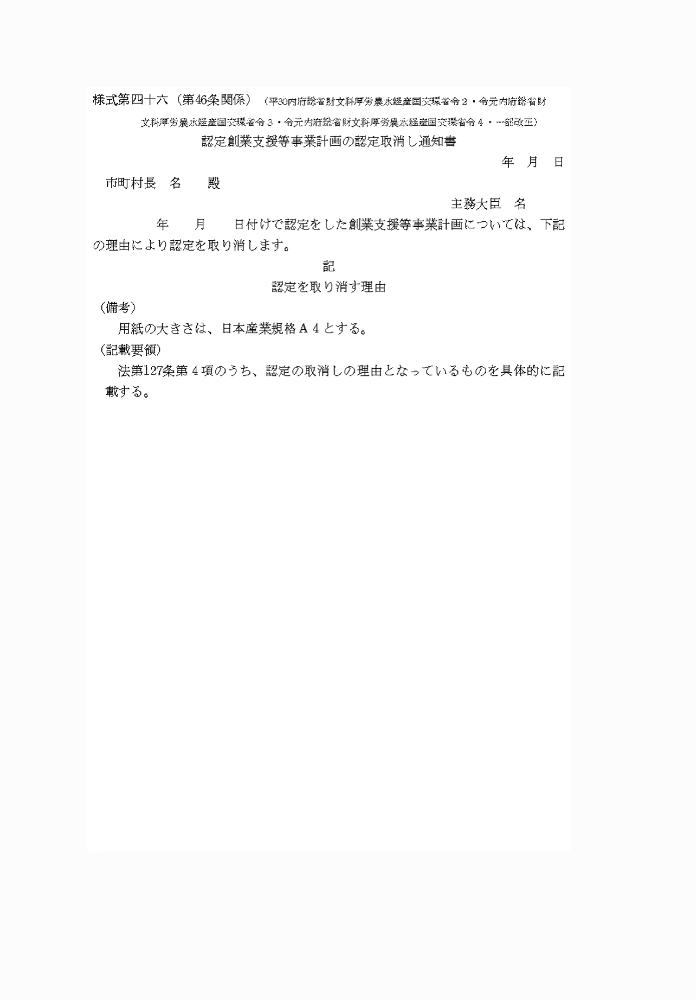 様式第四十六（第46条関係）（平30内府総省財文科厚労農水経産国交環省令２・令元内府総省財
文科厚労農水経産国交環省令３・令元内府総省財文科厚労農水経産国交環省令４・一部改正）
認定創業支援等事業計画の認定取消し通知書
年　月　日
市町村長　名　　殿
主務大臣　名
年　　月　　日付けで認定をした創業支援等事業計画については、下記
の理由により認定を取り消します。
記
認定を取り消す理由
（備考）
用紙の大きさは、日本産業規格Ａ４とする。
（記載要領）
法第127条第４項のうち、認定の取消しの理由となっているものを具体的に記
載する。